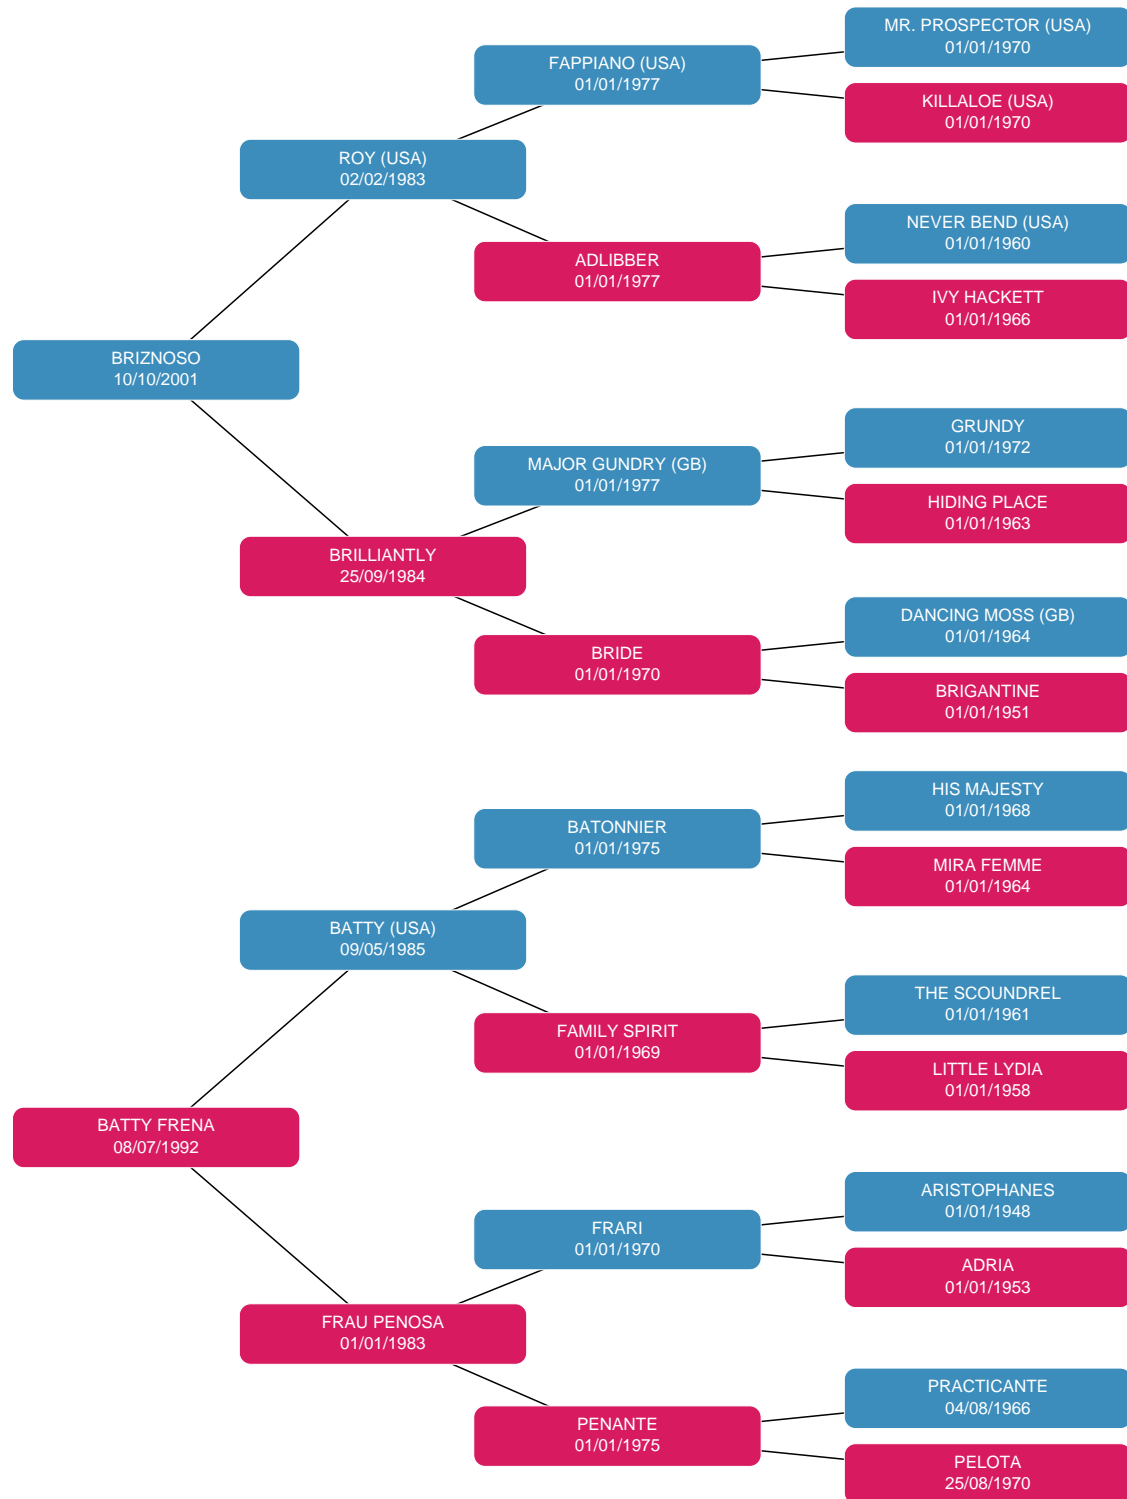 MR. PROSPECTOR (USA)
01/01/1970
FAPPIANO (USA)
01/01/1977
KILLALOE (USA)
01/01/1970
ROY (USA)
02/02/1983
NEVER BEND (USA)
01/01/1960
ADLIBBER
01/01/1977
IVY HACKETT
01/01/1966
BRIZNOSO
10/10/2001
GRUNDY
01/01/1972
MAJOR GUNDRY (GB)
01/01/1977
HIDING PLACE
01/01/1963
BRILLIANTLY
25/09/1984
DANCING MOSS (GB)
01/01/1964
BRIDE
01/01/1970
BRIGANTINE
01/01/1951
HIS MAJESTY
01/01/1968
BATONNIER
01/01/1975
MIRA FEMME
01/01/1964
BATTY (USA)
09/05/1985
THE SCOUNDREL
01/01/1961
FAMILY SPIRIT
01/01/1969
LITTLE LYDIA
01/01/1958
BATTY FRENA
08/07/1992
ARISTOPHANES
01/01/1948
FRARI
01/01/1970
ADRIA
01/01/1953
FRAU PENOSA
01/01/1983
PRACTICANTE
04/08/1966
PENANTE
01/01/1975
PELOTA
25/08/1970